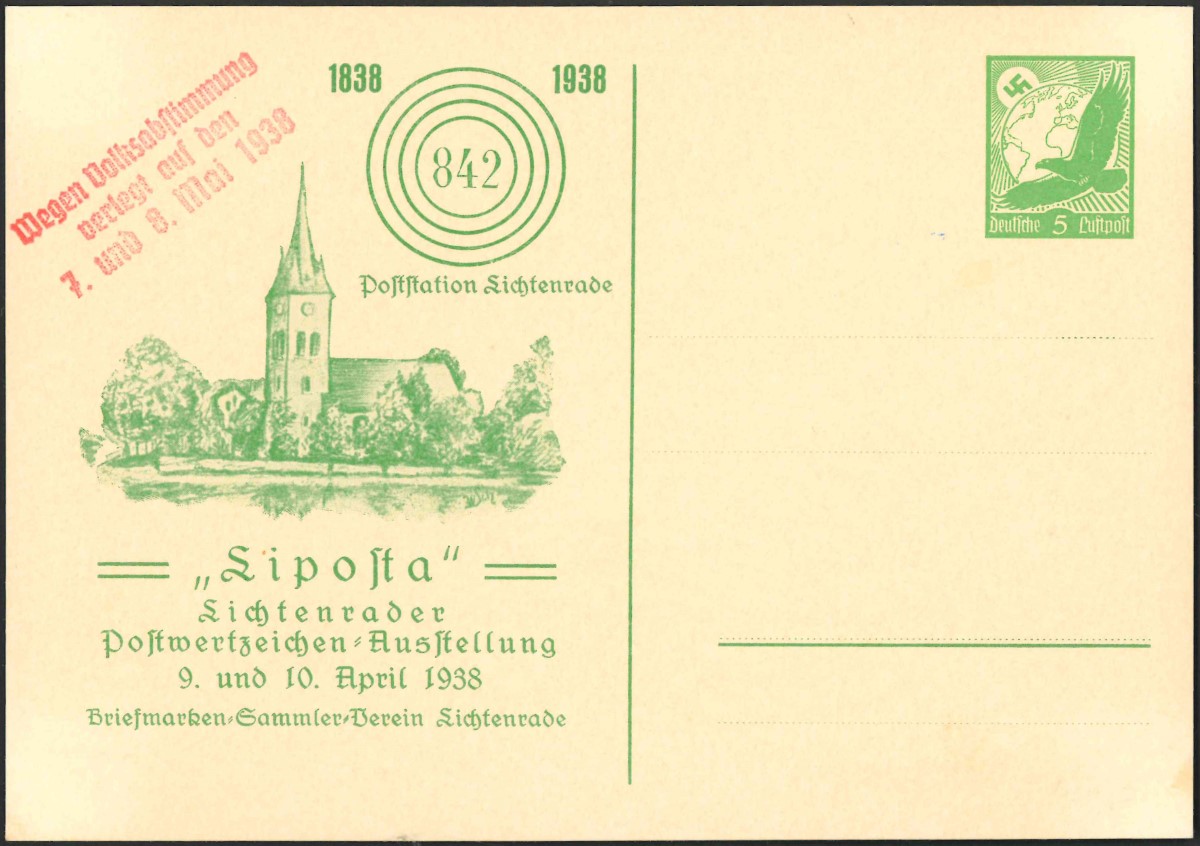 Wegen Volksabstimmung
verlegt auf den
7. und 8. Mai 1938
1838
1938
842
Poststation Lichtenrade
Deutsche 5 Luftpost
„Liposta“
Lichtenrader
Postwertzeichen-Ausstellung
9. und 10. April 1938
Briefmarken-Sammler-Verein Lichtenrade